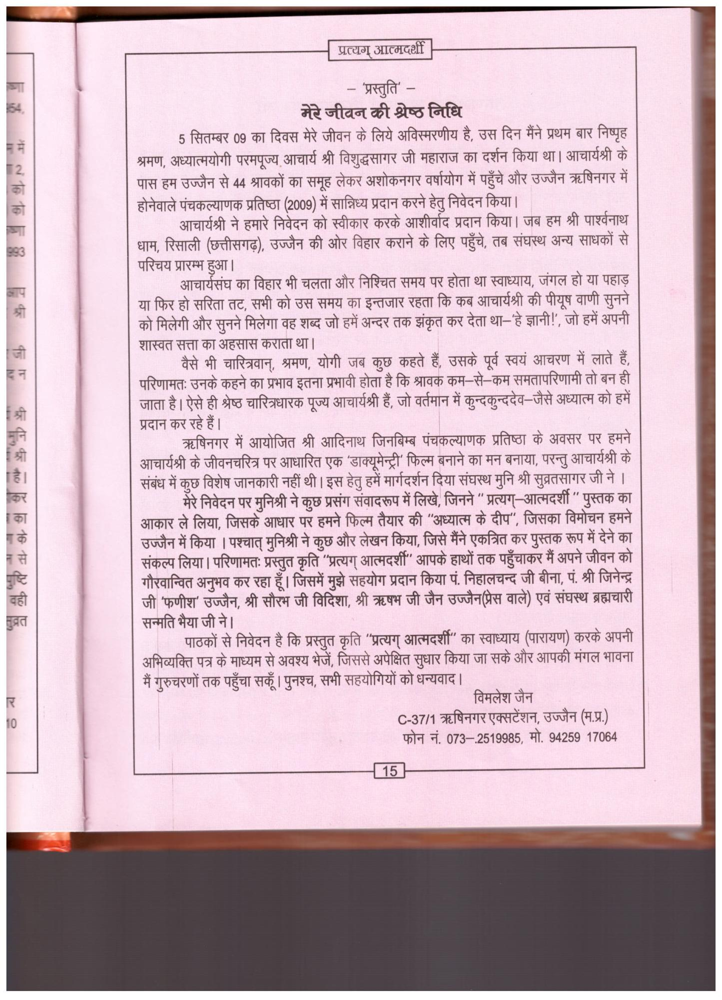 प्रत्यग् आत्मदर्शी
– 'प्रस्तुति' –
मेरे जीवन की श्रेष्ठ निधि
5 सितम्बर 09 का दिवस मेरे जीवन के लिये अविस्मरणीय है, उस दिन मैंने प्रथम बार निष्पृह
श्रमण, अध्यात्मयोगी परमपूज्य आचार्य श्री विशुद्धसागर जी महाराज का दर्शन किया था। आचार्यश्री के
पास हम उज्जैन से 44 श्रावकों का समूह लेकर अशोकनगर वर्षायोग में पहुँचे और उज्जैन ऋषिनगर में
होनेवाले पंचकल्याणक प्रतिष्ठा (2009) में सान्निध्य प्रदान करने हेतु निवेदन किया।
आचार्यश्री ने हमारे निवेदन को स्वीकार करके आशीर्वाद प्रदान किया। जब हम श्री पार्श्वनाथ
धाम, रिसाली (छत्तीसगढ़), उज्जैन की ओर विहार कराने के लिए पहुँचे, तब संघस्थ अन्य साधकों से
परिचय प्रारम्भ हुआ।
आचार्यसंघ का विहार भी चलता और निश्चित समय पर होता था स्वाध्याय, जंगल हो या पहाड़
या फिर हो सरिता तट, सभी को उस समय का इन्तजार रहता कि कब आचार्यश्री की पीयूष वाणी सुनने
को मिलेगी और सुनने मिलेगा वह शब्द जो हमें अन्दर तक झंकृत कर देता था–'हे ज्ञानी!', जो हमें अपनी
शास्वत सत्ता का अहसास कराता था।
वैसे भी चारित्रवान्, श्रमण, योगी जब कुछ कहते हैं, उसके पूर्व स्वयं आचरण में लाते हैं,
परिणामतः उनके कहने का प्रभाव इतना प्रभावी होता है कि श्रावक कम–से–कम समतापरिणामी तो बन ही
जाता है। ऐसे ही श्रेष्ठ चारित्रधारक पूज्य आचार्यश्री हैं, जो वर्तमान में कुन्दकुन्ददेव–जैसे अध्यात्म को हमें
प्रदान कर रहे हैं।
ऋषिनगर में आयोजित श्री आदिनाथ जिनबिम्ब पंचकल्याणक प्रतिष्ठा के अवसर पर हमने
आचार्यश्री के जीवनचरित्र पर आधारित एक 'डाक्यूमेन्ट्री' फिल्म बनाने का मन बनाया, परन्तु आचार्यश्री के
संबंध में कुछ विशेष जानकारी नहीं थी। इस हेतु हमें मार्गदर्शन दिया संघस्थ मुनि श्री सुव्रतसागर जी ने ।
मेरे निवेदन पर मुनिश्री ने कुछ प्रसंग संवादरूप में लिखे, जिनने " प्रत्यग्–आत्मदर्शी " पुस्तक का
आकार ले लिया, जिसके आधार पर हमने फिल्म तैयार की "अध्यात्म के दीप", जिसका विमोचन हमने
उज्जैन में किया । पश्चात् मुनिश्री ने कुछ और लेखन किया, जिसे मैंने एकत्रित कर पुस्तक रूप में देने का
संकल्प लिया। परिणामतः प्रस्तुत कृति "प्रत्यग् आत्मदर्शी" आपके हाथों तक पहुँचाकर मैं अपने जीवन को
गौरवान्वित अनुभव कर रहा हूँ। जिसमें मुझे सहयोग प्रदान किया पं. निहालचन्द जी बीना, पं. श्री जिनेन्द्र
जी 'फणीश' उज्जैन, श्री सौरभ जी विदिशा, श्री ऋषभ जी जैन उज्जैन(प्रेस वाले) एवं संघस्थ ब्रह्मचारी
सन्मति भैया जी ने।
पाठकों से निवेदन है कि प्रस्तुत कृति "प्रत्यग् आत्मदर्शी" का स्वाध्याय (पारायण) करके अपनी
अभिव्यक्ति पत्र के माध्यम से अवश्य भेजें, जिससे अपेक्षित सुधार किया जा सके और आपकी मंगल भावना
मैं गुरुचरणों तक पहुँचा सकूँ। पुनश्च, सभी सहयोगियों को धन्यवाद।
विमलेश जैन
C-37/1 ऋषिनगर एक्सटेंशन, उज्जैन (म.प्र.)
फोन नं. 073–.2519985, मो. 94259 17064
15